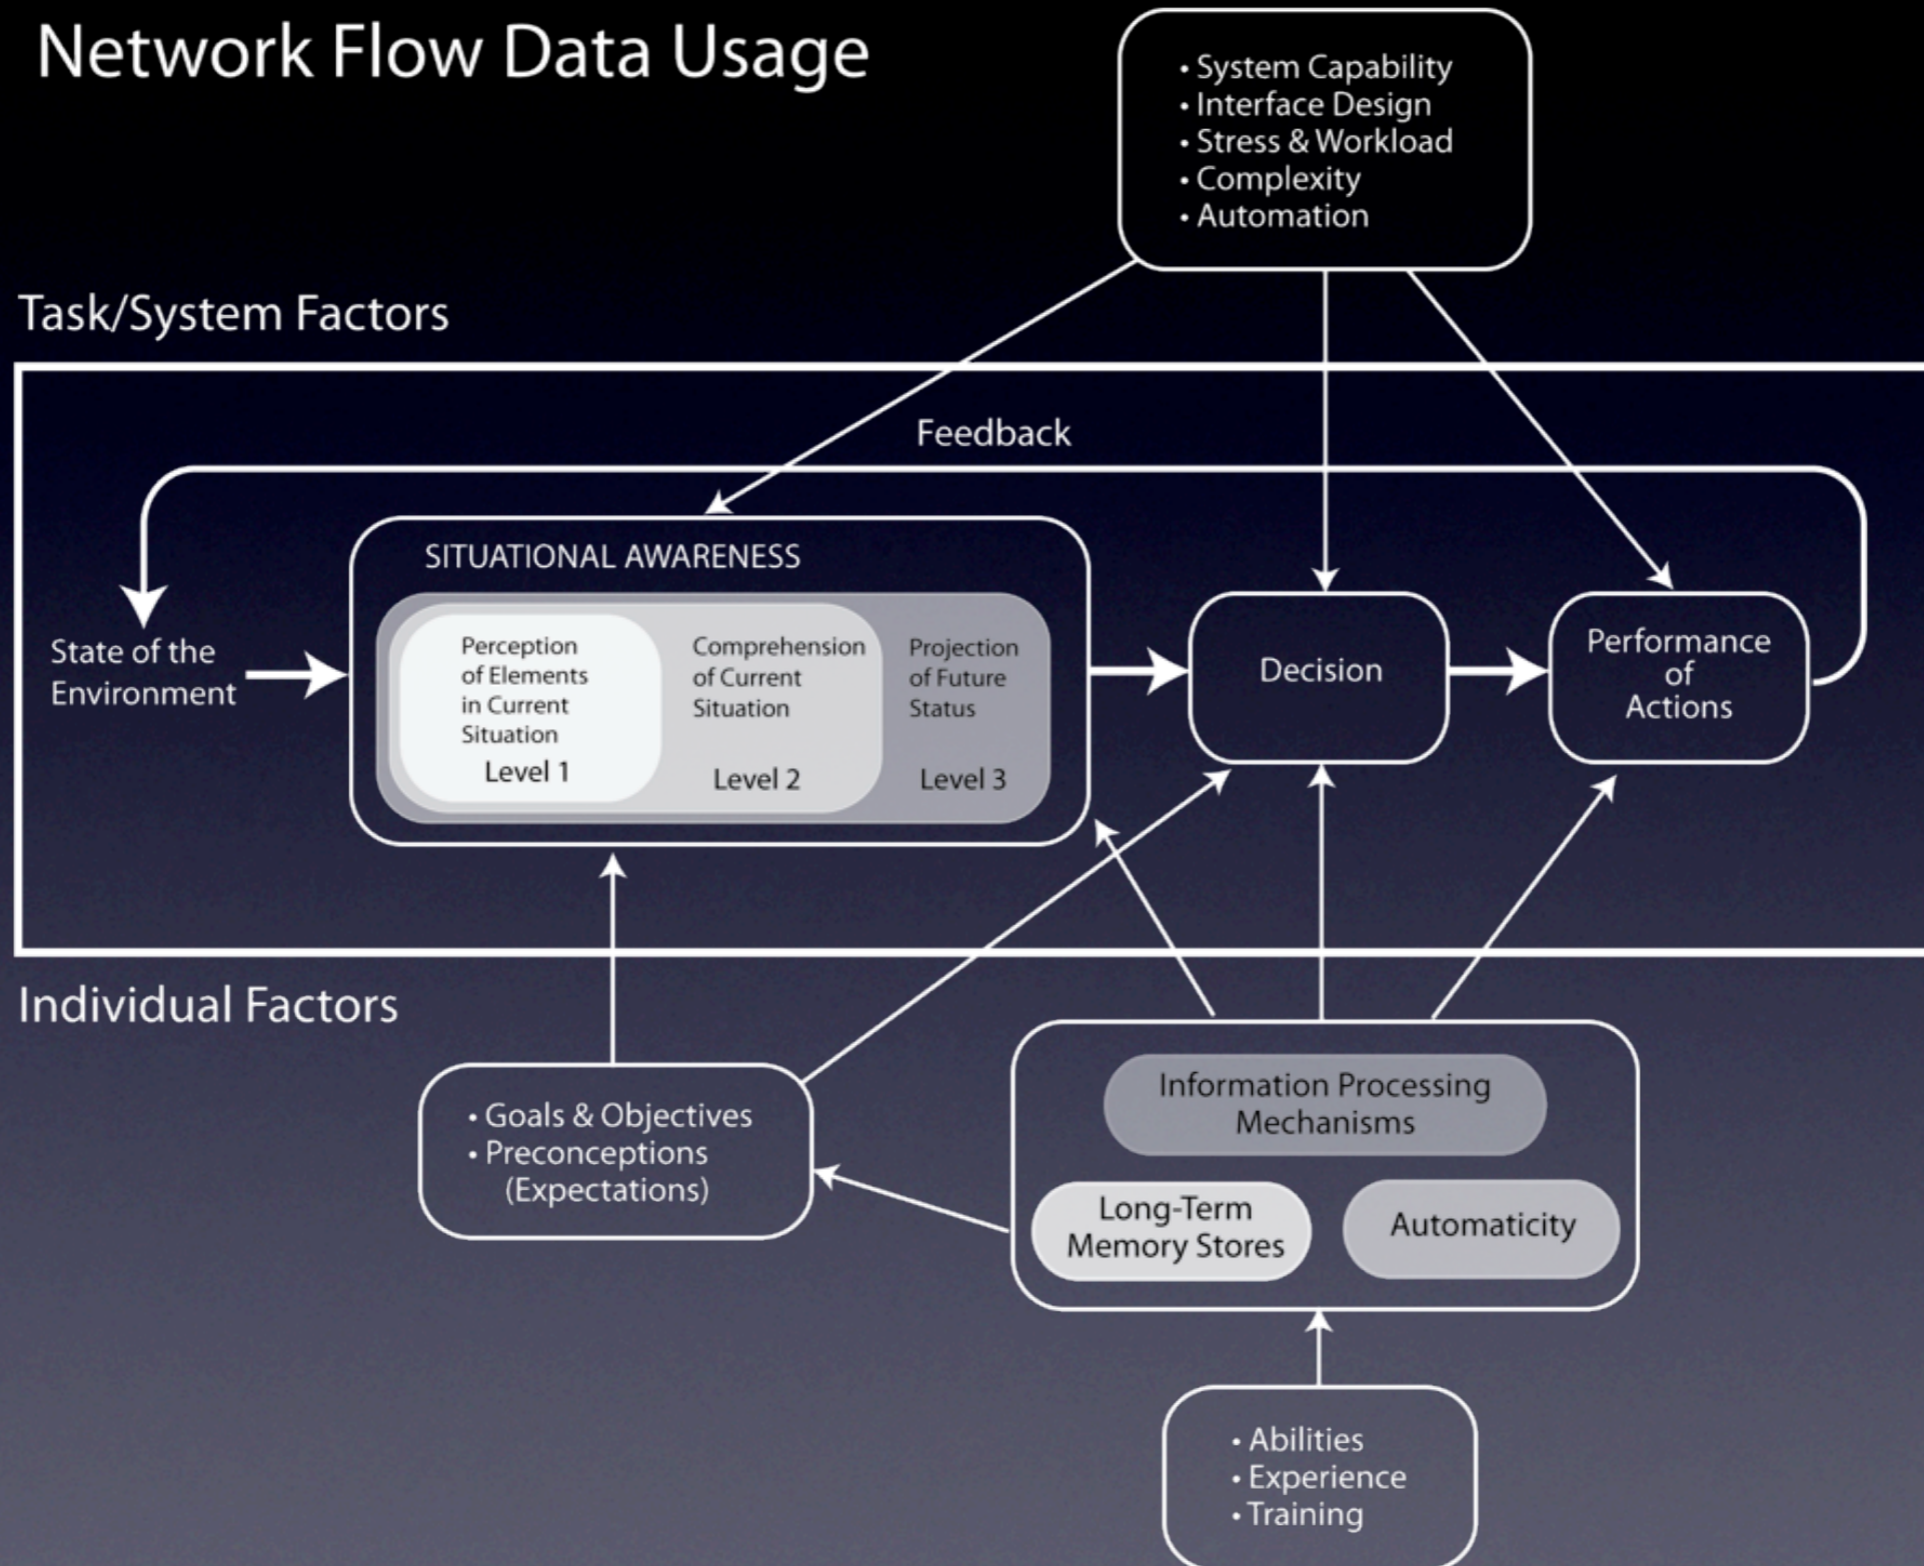 Network Flow Data Usage
• System Capability
• Interface Design
• Stress & Workload
• Complexity
• Automation
Task/System Factors
Feedback
SITUATIONAL AWARENESS
State of the
Environment
Perception
of Elements
in Current
Situation
Level 1
Comprehension
of Current
Situation
Level 2
Projection
of Future
Status
Level 3
Decision
Performance
of
Actions
Individual Factors
• Goals & Objectives
• Preconceptions
(Expectations)
Information Processing
Mechanisms
Long-Term
Memory Stores
Automaticity
• Abilities
• Experience
• Training